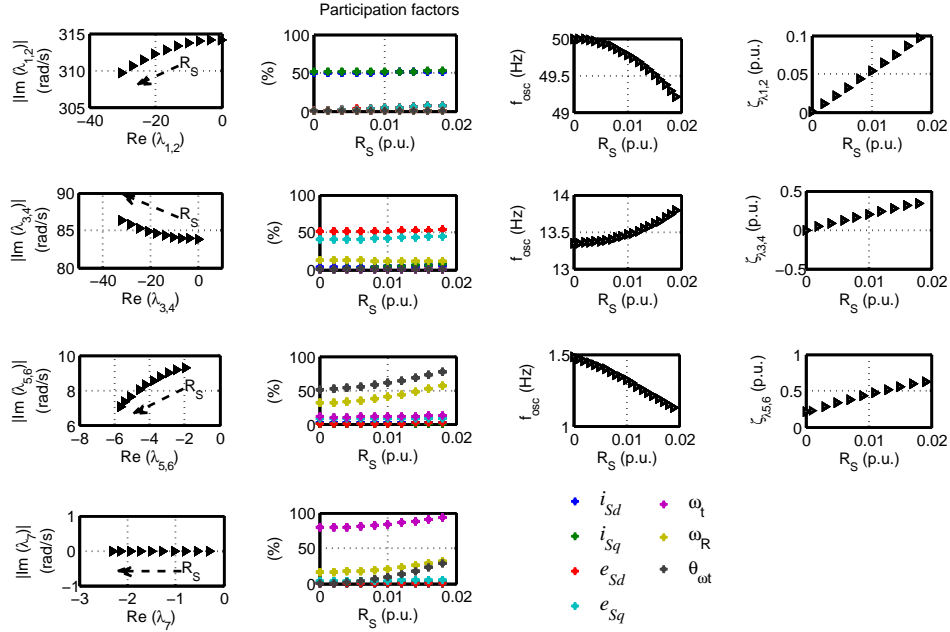 Participation factors
|Im (λ1,2)|
(rad/s)
315
310
305
−40 −20 0
Re (λ1,2)
RS
(%)
100
50
0
0 0.01 0.02
RS (p.u.)
fosc (Hz)
50
49.5
49
0 0.01 0.02
RS (p.u.)
ζλ1,2 (p.u.)
0.1
0.05
0
0 0.01 0.02
RS (p.u.)
|Im (λ3,4)|
(rad/s)
90
85
80
−40 −20 0
Re (λ3,4)
RS
(%)
100
50
0
0 0.01 0.02
RS (p.u.)
fosc (Hz)
14
13.5
13
0 0.01 0.02
RS (p.u.)
ζλ3,4 (p.u.)
0.5
0
−0.5
0 0.01 0.02
RS (p.u.)
|Im (λ5,6)|
(rad/s)
10
8
6
−6 −4 −2 0
Re (λ5,6)
RS
(%)
100
50
0
0 0.01 0.02
RS (p.u.)
fosc (Hz)
1.5
1
0 0.01 0.02
RS (p.u.)
ζλ5,6 (p.u.)
1
0.5
0
0 0.01 0.02
RS (p.u.)
|Im (λ7)|
(rad/s)
1
0
−1
−3 −2 −1 0
Re (λ7)
RS
(%)
100
50
0
0 0.01 0.02
RS (p.u.)
iSd
iSq
eSd
eSq
ωt
ωR
θωt